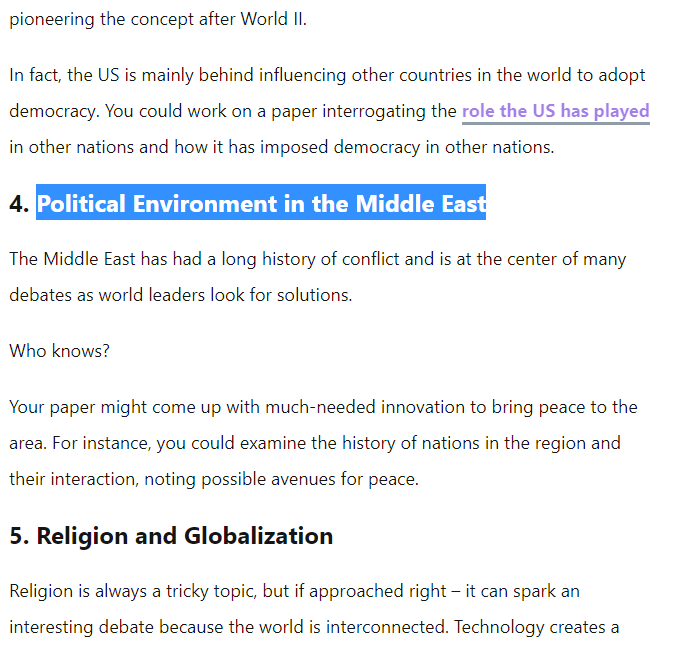 pioneering the concept after World II.
In fact, the US is mainly behind influencing other countries in the world to adopt
democracy. You could work on a paper interrogating the role the US has played
in other nations and how it has imposed democracy in other nations.
4. Political Environment in the Middle East
The Middle East has had a long history of conflict and is at the center of many
debates as world leaders look for solutions.
Who knows?
Your paper might come up with much-needed innovation to bring peace to the
area. For instance, you could examine the history of nations in the region and
their interaction, noting possible avenues for peace.
5. Religion and Globalization
Religion is always a tricky topic, but if approached right – it can spark an
interesting debate because the world is interconnected. Technology creates a